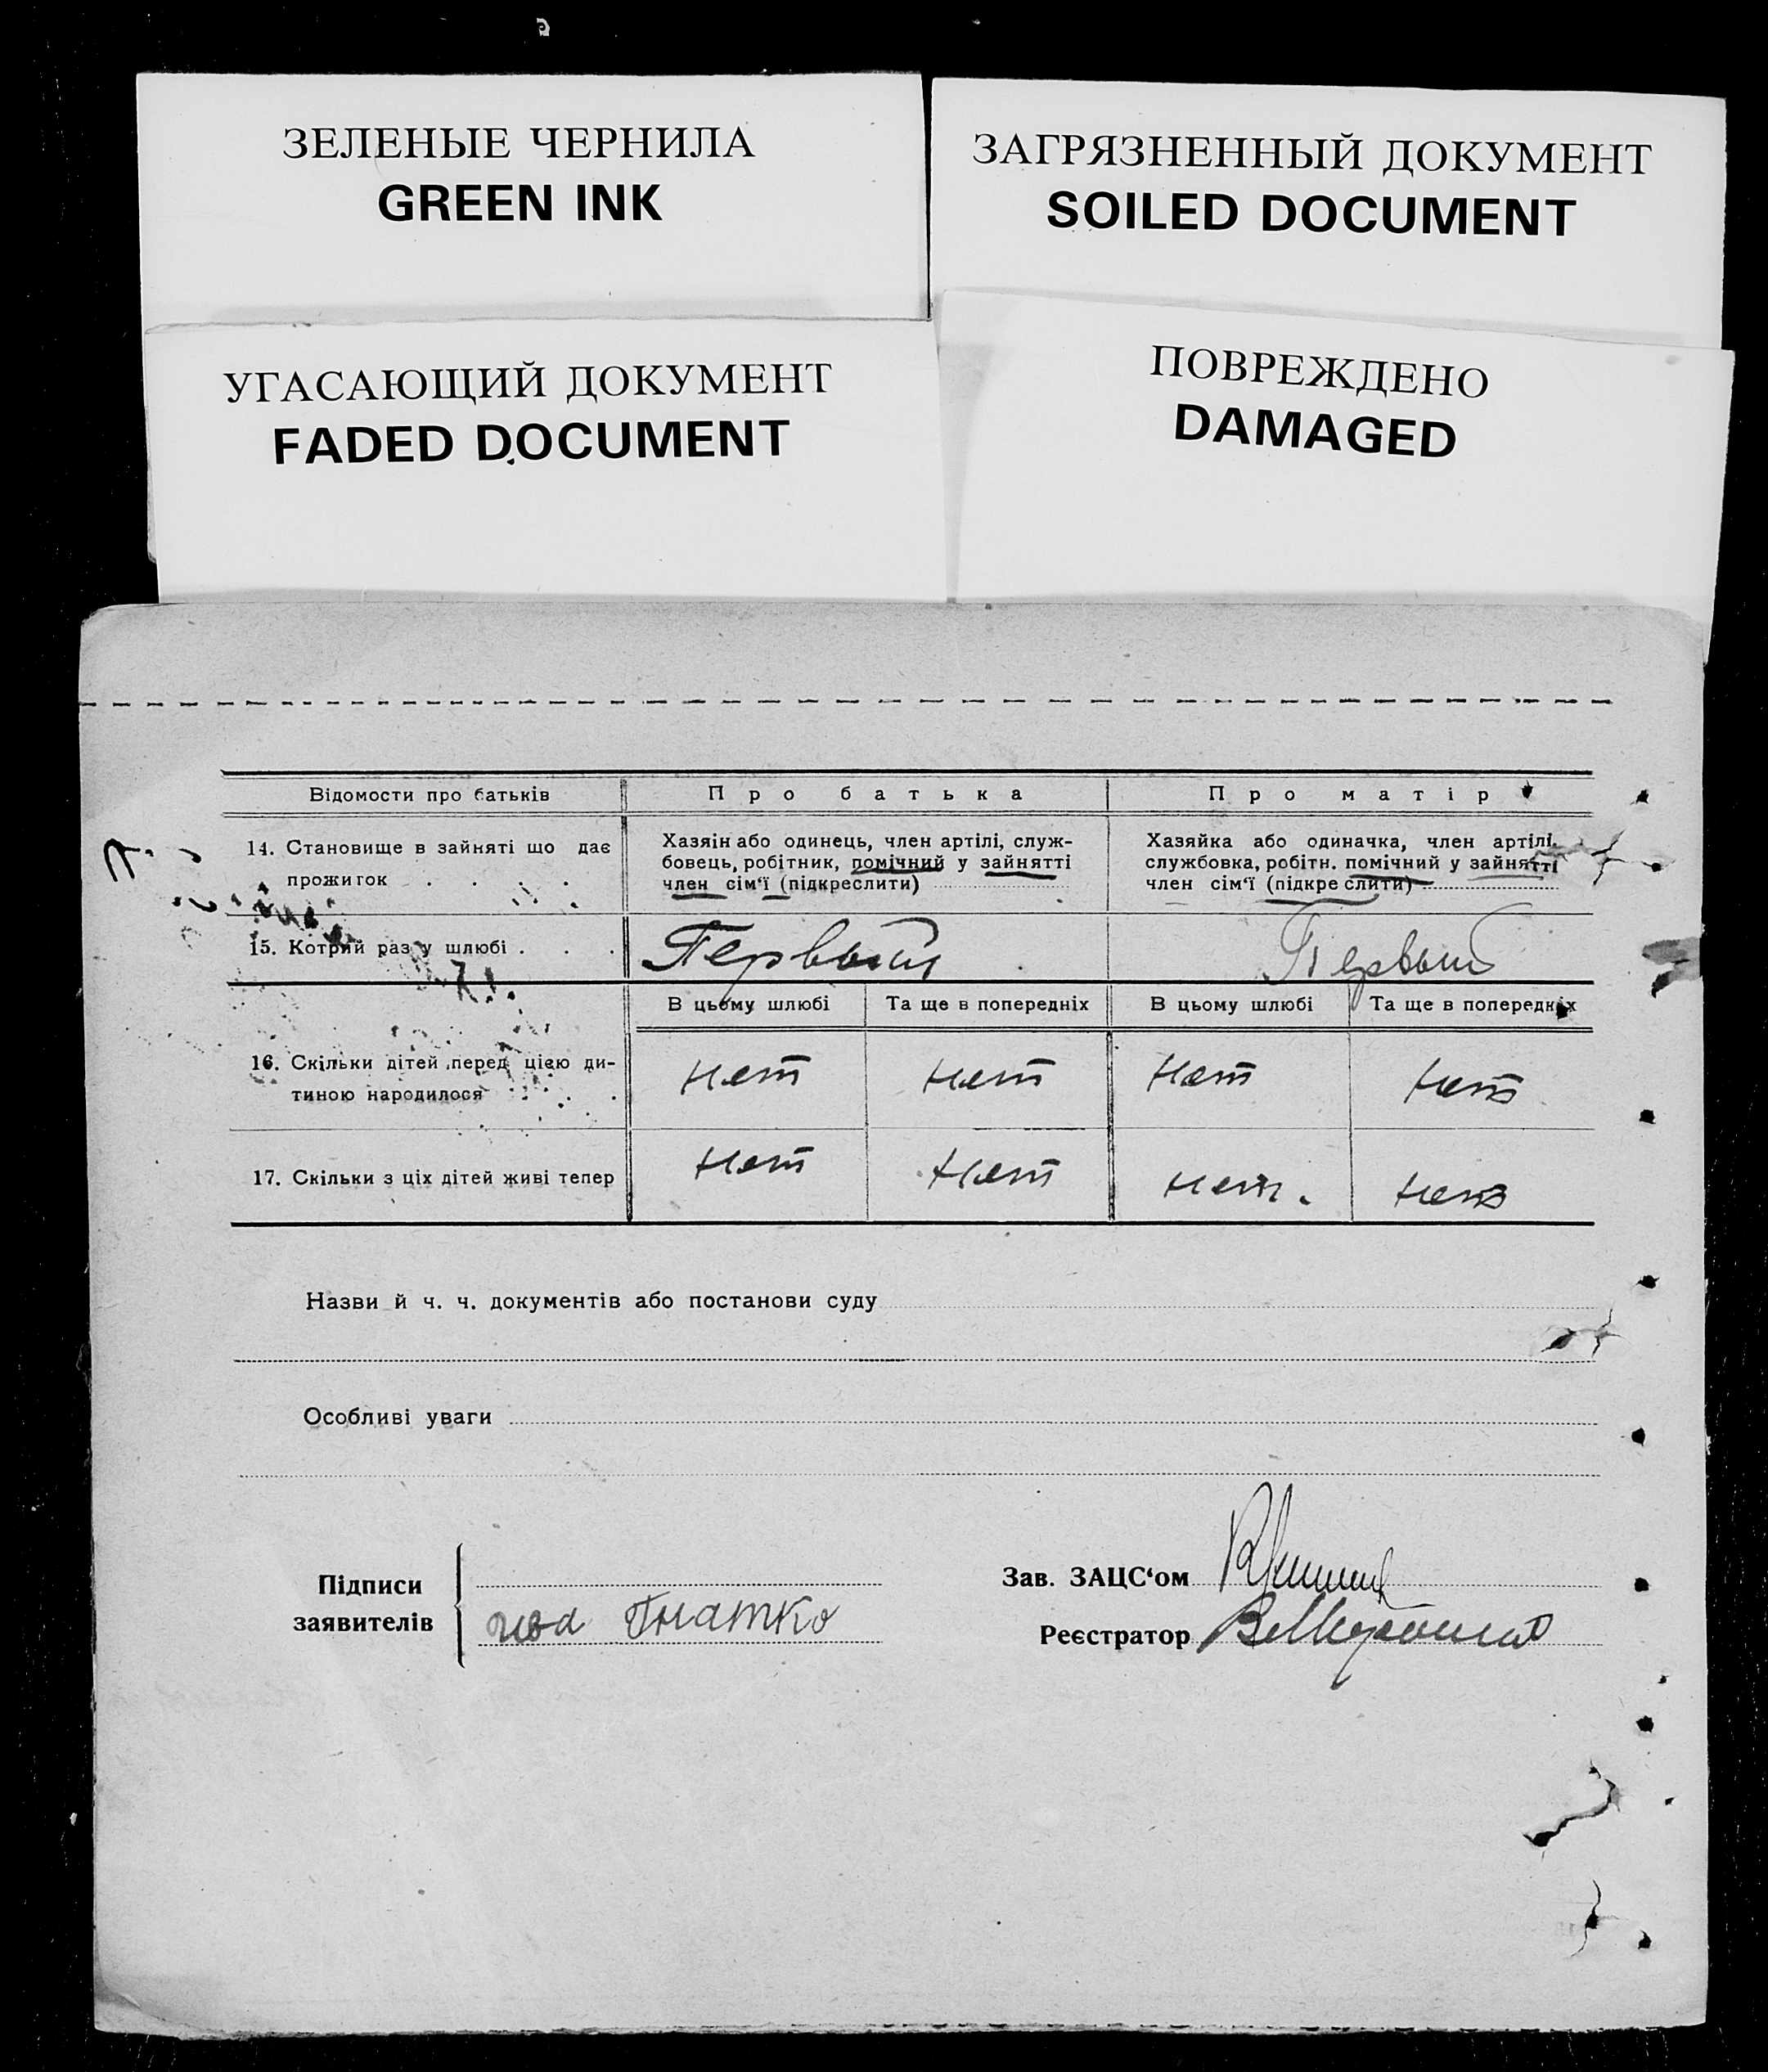 ЗЕЛЕНЫЕ ЧЕРНИЛА
GREEN INK
ЗАГРЯЗНЕННЫЙ ДОКУМЕНТ
SOILED DOCUMENT
УГАСАЮЩИЙ ДОКУМЕНТ
FADED DOCUMENT
ПОВРЕЖДЕНО
DAMAGED
Відомости про батьків
Про батька
Про матір
14. Становище в зайняті що дає
прожиток . . . .
Хазяін або одинець, член артілі, служ-
бовець, робітник, помічний у зайнятті
член сім‘ї (підкреслити)
Хазяйка або одиначка, член артілі,
службовка, робітн. помічний у зайнятті
член сім‘ї (підкреслити)
15. Котрий раз у шлюбі . . .
Первый
Первый
В цьому шлюбі
Та ще в попередніх
В цьому шлюбі
Та ще в попередніх
16. Скільки дітей перед цією ди-
тиною народилося . . . .
нет
нет
нет
нет
17. Скільки з ціх дітей живі тепер
нет
нет
нет.
нет
Назви й ч. ч. документів або постанови суду
Особливі уваги
Підписи
заявителів
Гнатко
Зав. ЗАЦС‘ом
Реєстратор